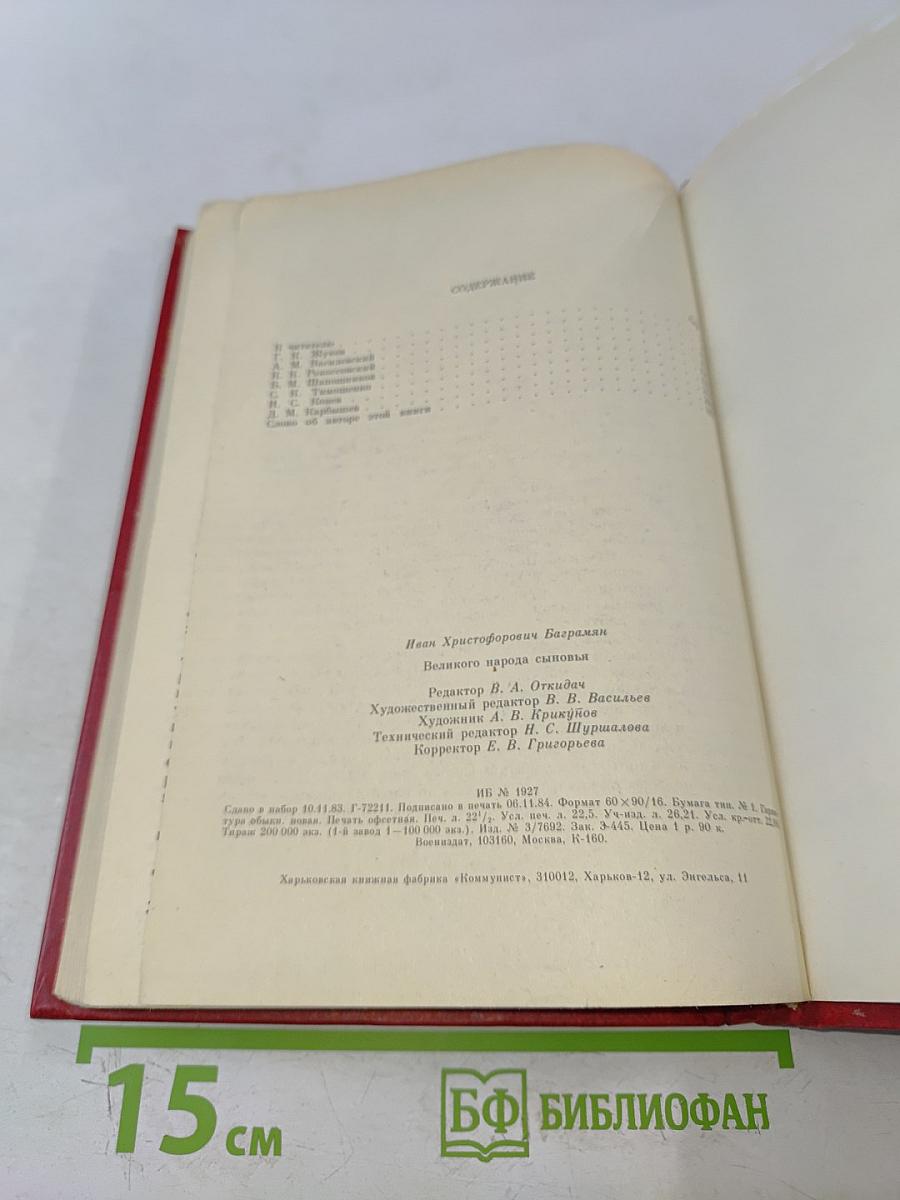 СОДЕРЖАНИЕ
К читателю
Г. К. Жуков
А. М. Василевский
К. К. Рокоссовский
Б. М. Шапошников
С. К. Тимошенко
И. С. Конев
Д. М. Карбышев
Слово об авторе этой книги
Иван Христофорович Баграмян
Великого народа сыновья
Редактор В. А. Откидач
Художественный редактор В. В. Васильев
Художник А. В. Крикунов
Технический редактор Н. С. Шуршалова
Корректор Е. В. Григорьева
ИБ № 1927
Сдано в набор 10.11.83. Г-72211. Подписано в печать 06.11.84. Формат 60×90/16. Бумага тип. № 1.
тура обыкн. новая. Печать офсетная. Печ. л. 22¹/₂. Усл. печ. л. 22,5. Уч-изд. л. 26,21. Усл. кр.-отт.
Тираж 200 000 экз. (1-й завод 1—100 000 экз.). Изд. № 3/7692. Зак. Э-445. Цена 1 р. 90 к.
Воениздат, 103160, Москва, К-160.
Харьковская книжная фабрика «Коммунист», 310012, Харьков-12, ул. Энгельса, 11
15 см
БФ БИБЛИОФАН